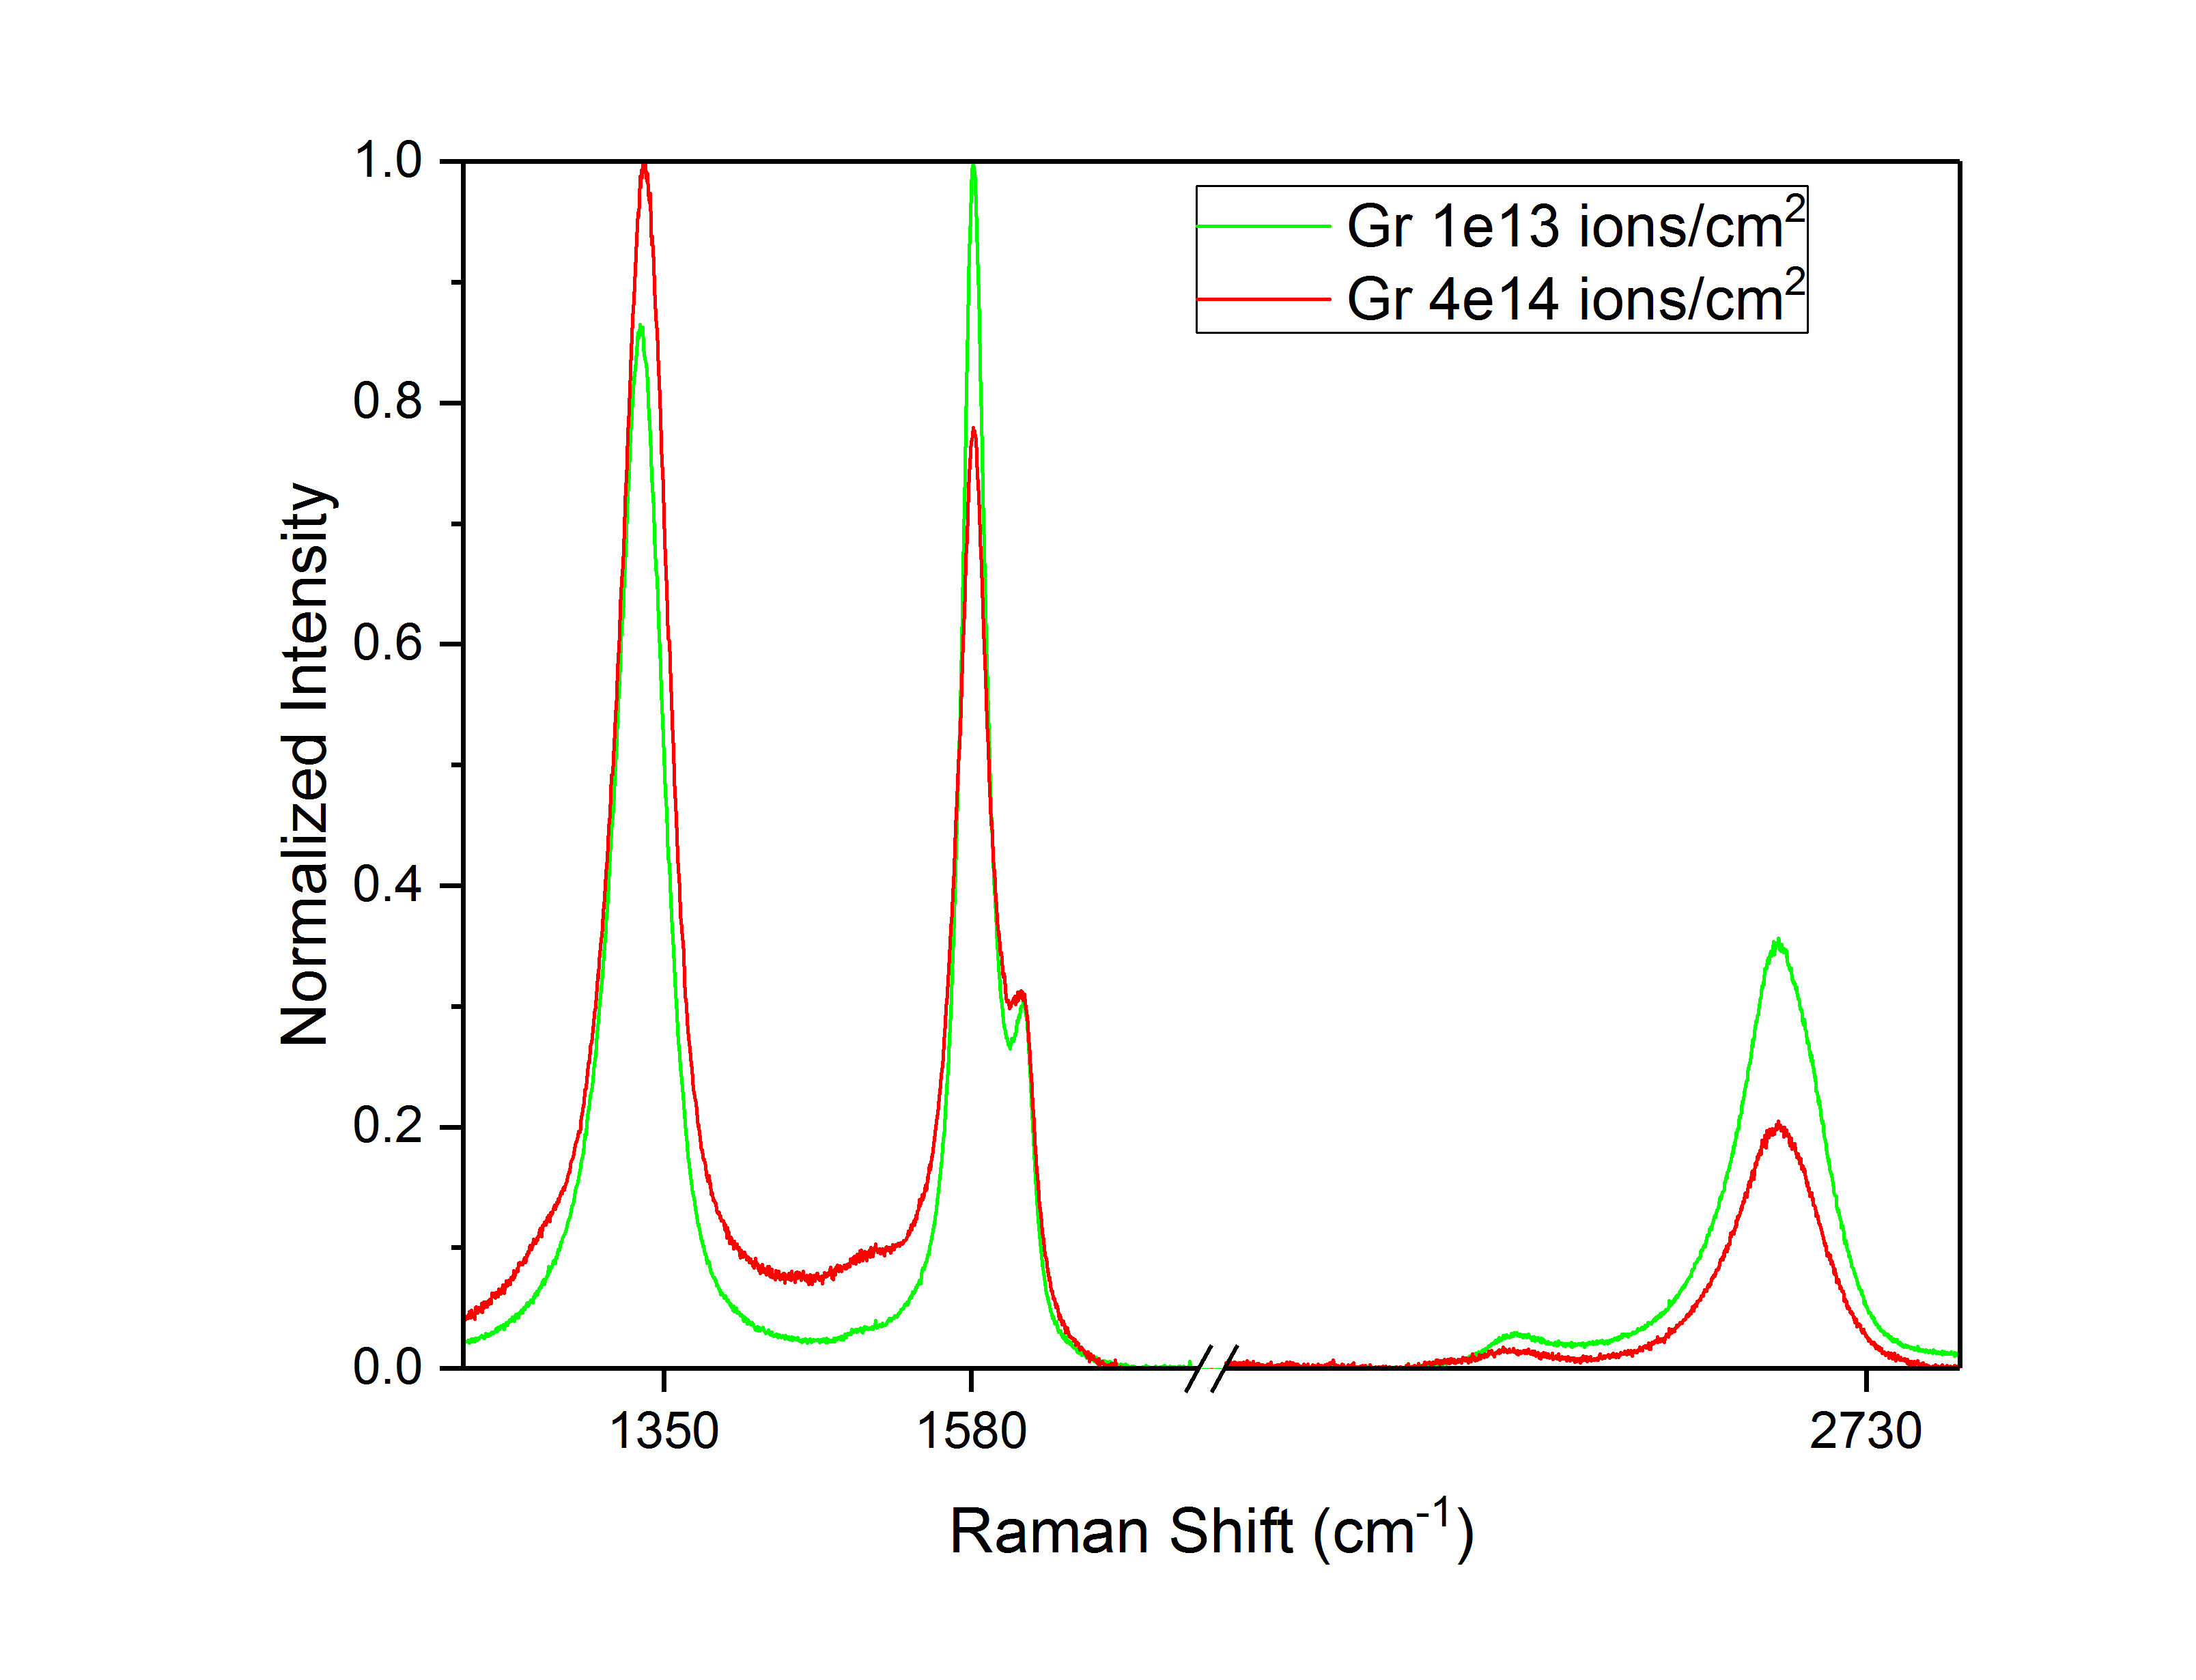 1.0
0.8
0.6
0.4
0.2
0.0
Normalized Intensity
Gr 1e13 ions/cm²
Gr 4e14 ions/cm²
1350 1580 2730
Raman Shift (cm⁻¹)